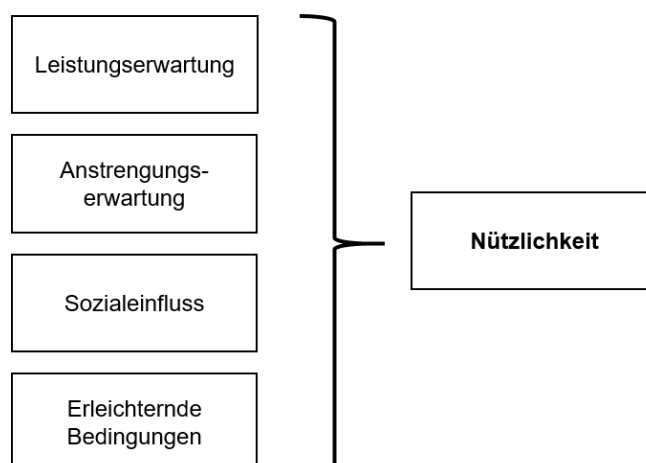 Leistungserwartung
Anstrengungs-
erwartung
Sozialeinfluss
Erleichternde
Bedingungen
Nützlichkeit